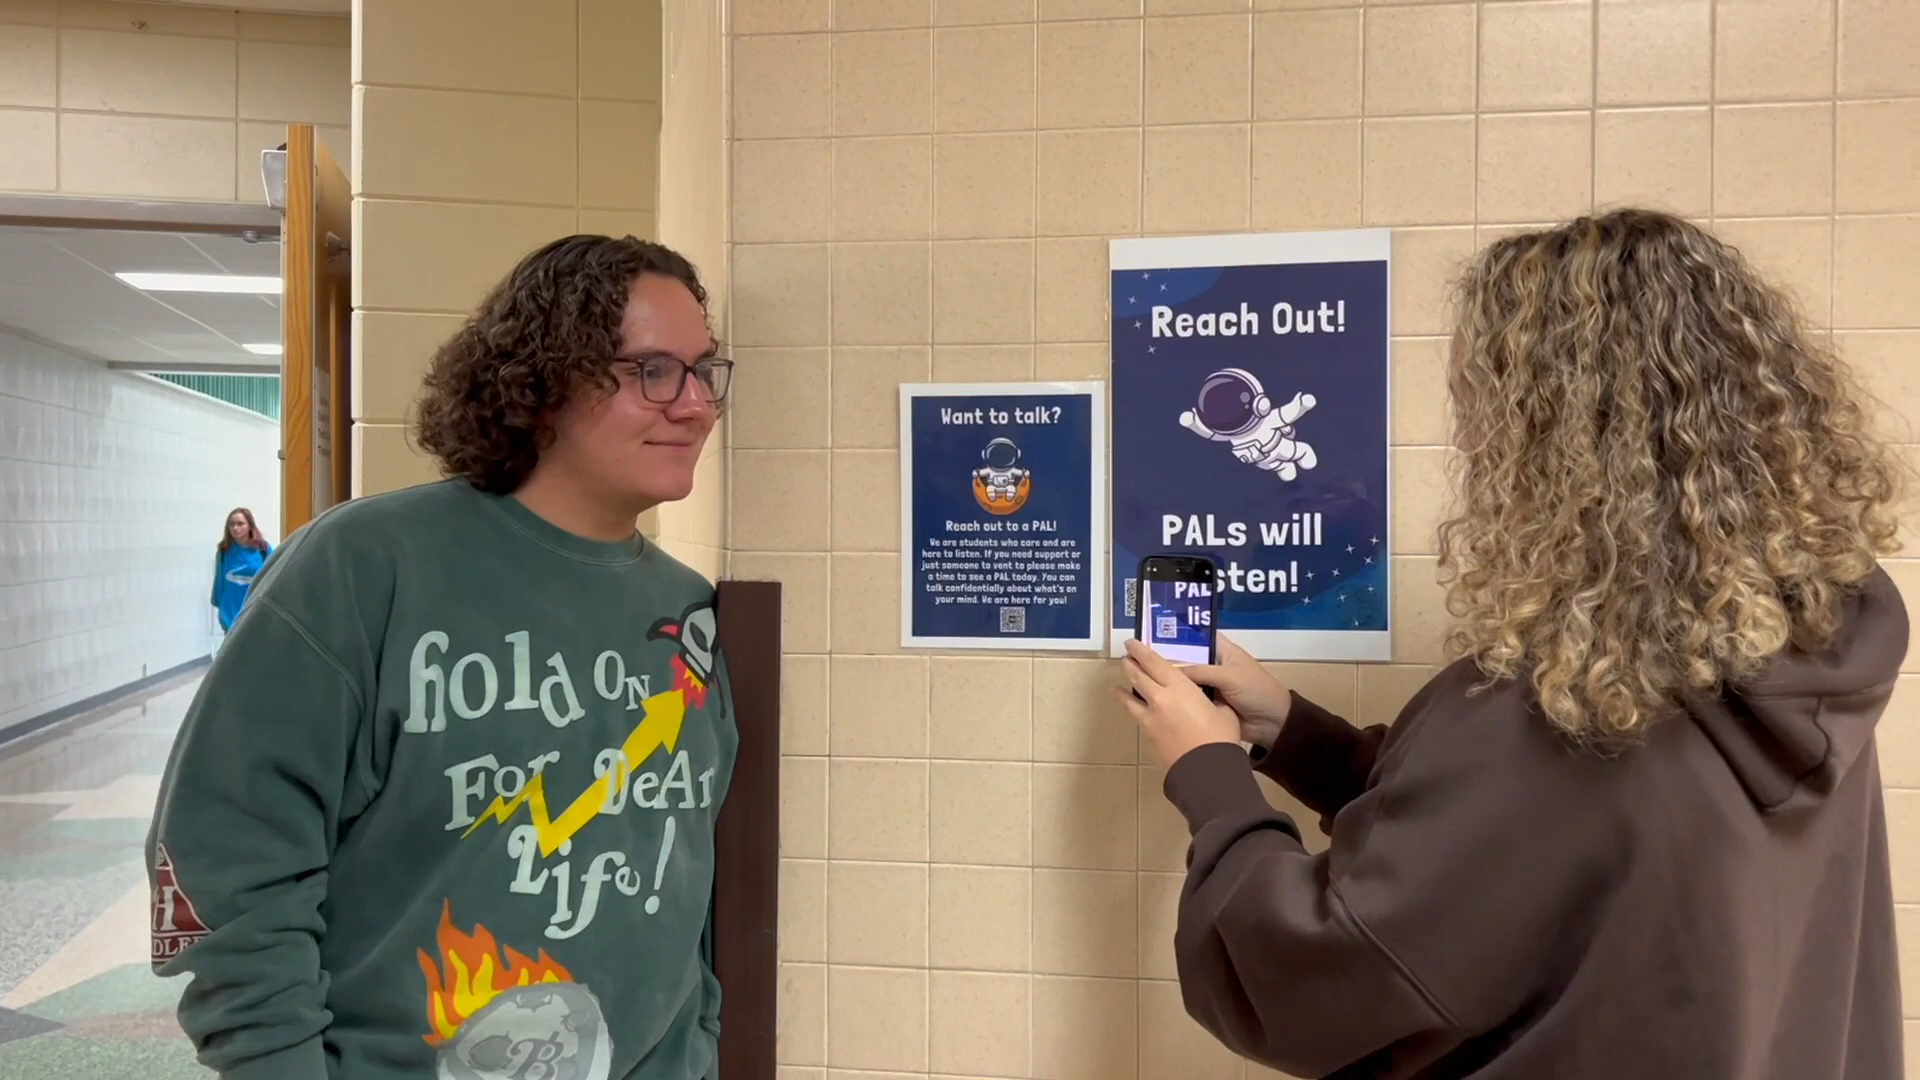 hold On
For DeAr
Life!
H
DLE
Want to talk?
Reach out to a PAL!
We are students who care and are
here to listen. If you need support or
just someone to vent to please make
a time to see a PAL today. You can
talk confidentially about what's on
your mind. We are here for you!
Reach Out!
PALs will
sten!
PAL
lis